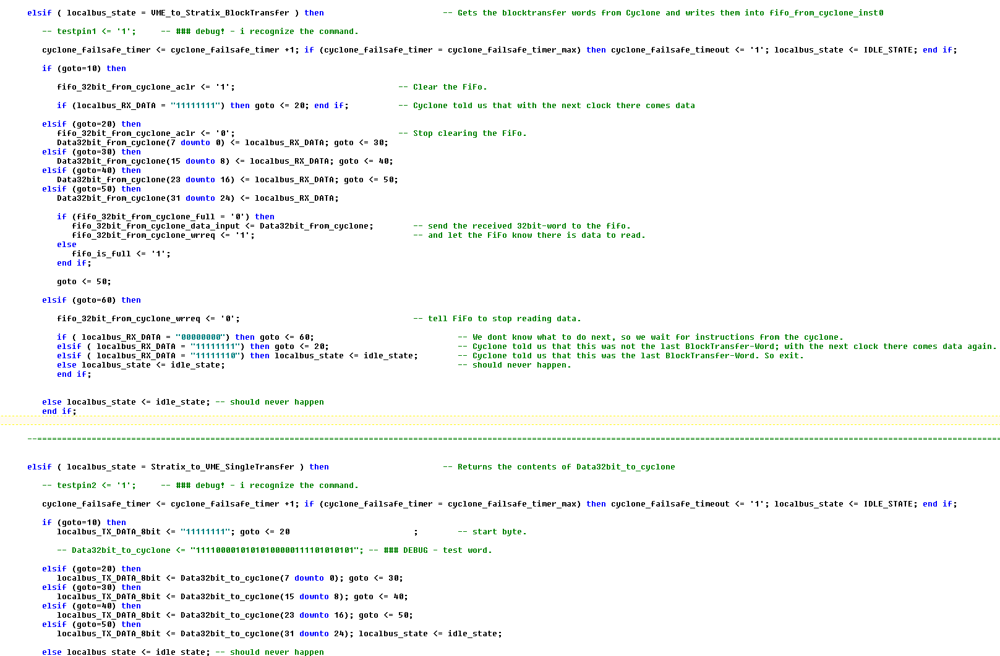 elsif ( localbus_state = VME_to_Stratix_BlockTransfer ) then -- Gets the blocktransfer words from Cyclone and writes them into fifo_from_cyclone_inst0
-- testpin1 <= '1'; -- ### debug! - i recognize the command.
cyclone_failsafe_timer <= cyclone_failsafe_timer +1; if (cyclone_failsafe_timer = cyclone_failsafe_timer_max) then cyclone_failsafe_timeout <= '1'; localbus_state <= IDLE_STATE; end if;
if (goto=10) then
fifo_32bit_from_cyclone_aclr <= '1'; -- Clear the FiFo.
if (localbus_RX_DATA = "11111111") then goto <= 20; end if; -- Cyclone told us that with the next clock there comes data
elsif (goto=20) then
fifo_32bit_from_cyclone_aclr <= '0'; -- Stop clearing the FiFo.
Data32bit_from_cyclone(7 downto 0) <= localbus_RX_DATA; goto <= 30;
elsif (goto=30) then
Data32bit_from_cyclone(15 downto 8) <= localbus_RX_DATA; goto <= 40;
elsif (goto=40) then
Data32bit_from_cyclone(23 downto 16) <= localbus_RX_DATA; goto <= 50;
elsif (goto=50) then
Data32bit_from_cyclone(31 downto 24) <= localbus_RX_DATA;
if (fifo_32bit_from_cyclone_full = '0') then
fifo_32bit_from_cyclone_data_input <= Data32bit_from_cyclone; -- send the received 32bit-word to the fifo.
fifo_32bit_from_cyclone_wrreq <= '1'; -- and let the FiFo know there is data to read.
else
fifo_is_full <= '1';
end if;
goto <= 50;
elsif (goto=60) then
fifo_32bit_from_cyclone_wrreq <= '0'; -- tell FiFo to stop reading data.
if ( localbus_RX_DATA = "00000000") then goto <= 60; -- We dont know what to do next, so we wait for instructions from the cyclone.
elsif ( localbus_RX_DATA = "11111111") then goto <= 20; -- Cyclone told us that this was not the last BlockTransfer-Word; with the next clock there comes data again.
elsif ( localbus_RX_DATA = "11111110") then localbus_state <= idle_state; -- Cyclone told us that this was the last BlockTransfer-Word. So exit.
else localbus_state <= idle_state; -- should never happen.
end if;
else localbus_state <= idle_state; -- should never happen
end if;
elsif ( localbus_state = Stratix_to_VME_SingleTransfer ) then -- Returns the contents of Data32bit_to_cyclone
-- testpin2 <= '1'; -- ### debug! - i recognize the command.
cyclone_failsafe_timer <= cyclone_failsafe_timer +1; if (cyclone_failsafe_timer = cyclone_failsafe_timer_max) then cyclone_failsafe_timeout <= '1'; localbus_state <= IDLE_STATE; end if;
if (goto=10) then
localbus_TX_DATA_8bit <= "11111111"; goto <= 20 ; -- start byte.
-- Data32bit_to_cyclone <= "11110000101010100000111101010101"; -- ### DEBUG - test word.
elsif (goto=20) then
localbus_TX_DATA_8bit <= Data32bit_to_cyclone(7 downto 0); goto <= 30;
elsif (goto=30) then
localbus_TX_DATA_8bit <= Data32bit_to_cyclone(15 downto 8); goto <= 40;
elsif (goto=40) then
localbus_TX_DATA_8bit <= Data32bit_to_cyclone(23 downto 16); goto <= 50;
elsif (goto=50) then
localbus_TX_DATA_8bit <= Data32bit_to_cyclone(31 downto 24); localbus_state <= idle_state;
else localbus_state <= idle_state; -- should never happen